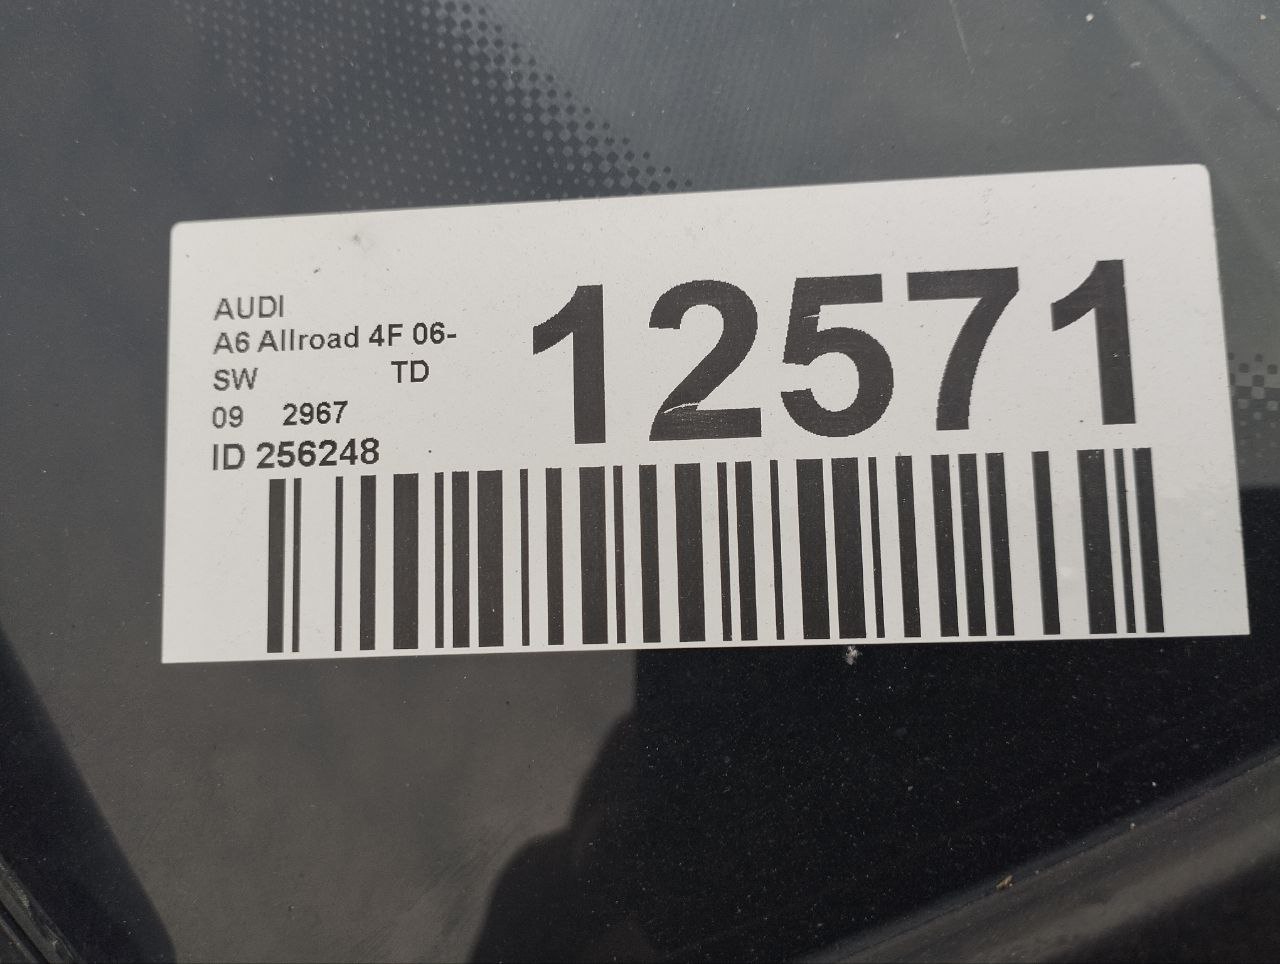 AUDI
A6 Allroad 4F 06-
SW TD
09 2967
ID 256248
12571